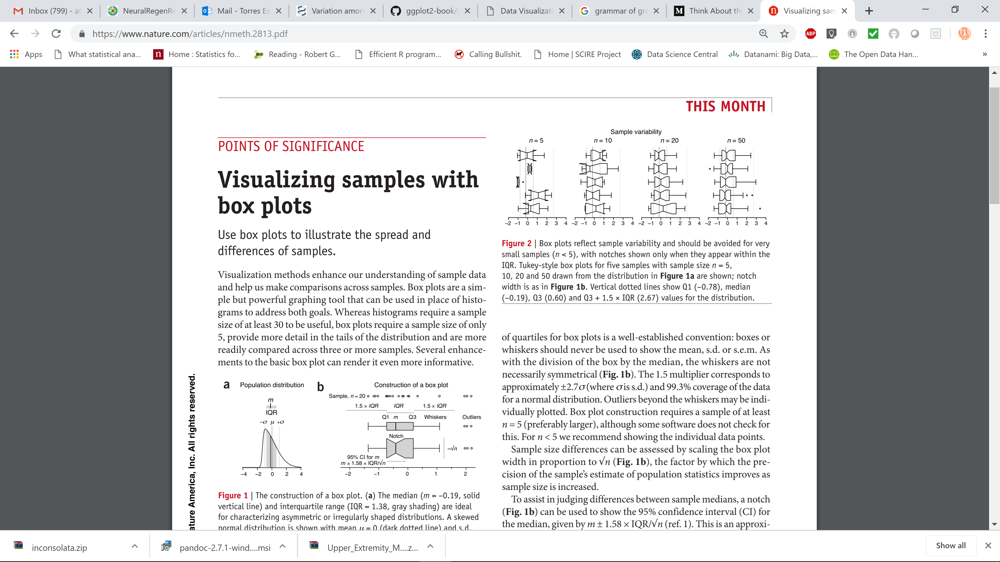 Inbox (799) - at
NeuralRegenRe
Mail - Torres Es
Variation amon
ggplot2-book/g
Data Visualizati
grammar of gra
Think About the
Visualizing sam
https://www.nature.com/articles/nmeth.2813.pdf
ABP
Apps
What statistical ana...
Home : Statistics fo...
Reading - Robert G...
Efficient R program...
Calling Bullshit.
Home | SCIRE Project
Data Science Central
Datanami: Big Data,...
The Open Data Han...
»
THIS MONTH
POINTS OF SIGNIFICANCE
Visualizing samples with
box plots
Use box plots to illustrate the spread and
differences of samples.
Visualization methods enhance our understanding of sample data
and help us make comparisons across samples. Box plots are a sim-
ple but powerful graphing tool that can be used in place of histo-
grams to address both goals. Whereas histograms require a sample
size of at least 30 to be useful, box plots require a sample size of only
5, provide more detail in the tails of the distribution and are more
readily compared across three or more samples. Several enhance-
ments to the basic box plot can render it even more informative.
a Population distribution
m
IQR
−σ μ +σ
−4 −2 0 2 4
b Construction of a box plot
Sample, n = 20
1.5 × IQR IQR 1.5 × IQR
Q1 m Q3 Whiskers Outliers
Notch
~√n
95% CI for m
m ± 1.58 × IQR/√n
−2 −1 0 1 2
Figure 1 | The construction of a box plot. (a) The median (m = −0.19, solid
vertical line) and interquartile range (IQR = 1.38, gray shading) are ideal
for characterizing asymmetric or irregularly shaped distributions. A skewed
normal distribution is shown with mean μ = 0 (dark dotted line) and s.d.
ature America, Inc. All rights reserved.
Sample variability
n = 5 n = 10 n = 20 n = 50
−2 −1 0 1 2 3 4 −2 −1 0 1 2 3 4 −2 −1 0 1 2 3 4 −2 −1 0 1 2 3 4
Figure 2 | Box plots reflect sample variability and should be avoided for very
small samples (n < 5), with notches shown only when they appear within the
IQR. Tukey-style box plots for five samples with sample size n = 5,
10, 20 and 50 drawn from the distribution in Figure 1a are shown; notch
width is as in Figure 1b. Vertical dotted lines show Q1 (−0.78), median
(−0.19), Q3 (0.60) and Q3 + 1.5 × IQR (2.67) values for the distribution.
of quartiles for box plots is a well-established convention: boxes or
whiskers should never be used to show the mean, s.d. or s.e.m. As
with the division of the box by the median, the whiskers are not
necessarily symmetrical (Fig. 1b). The 1.5 multiplier corresponds to
approximately ±2.7σ (where σ is s.d.) and 99.3% coverage of the data
for a normal distribution. Outliers beyond the whiskers may be indi-
vidually plotted. Box plot construction requires a sample of at least
n = 5 (preferably larger), although some software does not check for
this. For n < 5 we recommend showing the individual data points.
Sample size differences can be assessed by scaling the box plot
width in proportion to √n (Fig. 1b), the factor by which the pre-
cision of the sample's estimate of population statistics improves as
sample size is increased.
To assist in judging differences between sample medians, a notch
(Fig. 1b) can be used to show the 95% confidence interval (CI) for
the median, given by m ± 1.58 × IQR/√n (ref. 1). This is an approxi-
inconsolata.zip
pandoc-2.7.1-wind....msi
Upper_Extremity_M....z...
Show all